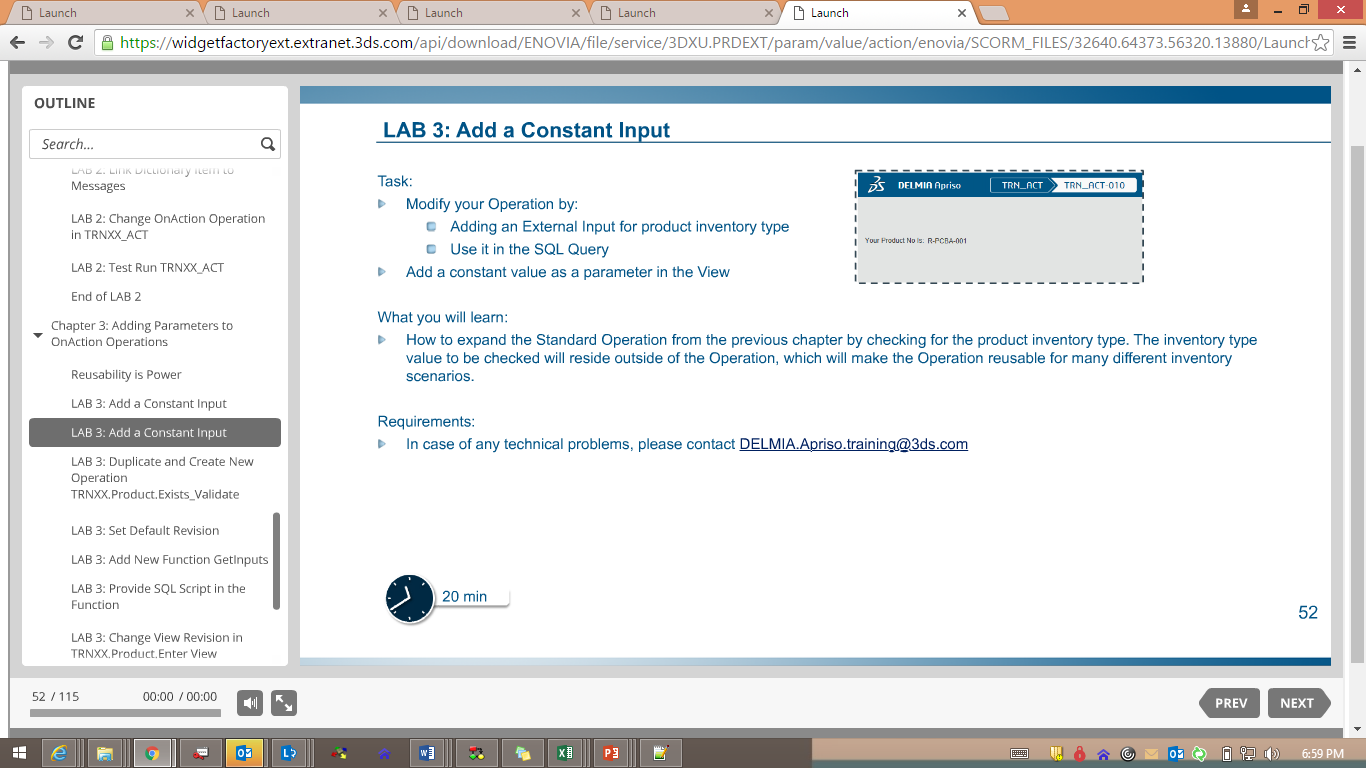 Launch
Launch
Launch
Launch
Launch
https://widgetfactoryext.extranet.3ds.com/api/download/ENOVIA/file/service/3DXU.PRDEXT/param/value/action/enovia/SCORM_FILES/32640.64373.56320.13880/Launch
OUTLINE
Search...
LAB 2: Link Dictionary Item to
Messages
LAB 2: Change OnAction Operation
in TRNXX_ACT
LAB 2: Test Run TRNXX_ACT
End of LAB 2
Chapter 3: Adding Parameters to
OnAction Operations
Reusability is Power
LAB 3: Add a Constant Input
LAB 3: Add a Constant Input
LAB 3: Duplicate and Create New
Operation
TRNXX.Product.Exists_Validate
LAB 3: Set Default Revision
LAB 3: Add New Function GetInputs
LAB 3: Provide SQL Script in the
Function
LAB 3: Change View Revision in
TRNXX.Product.Enter View
LAB 3: Add a Constant Input
Task:
Modify your Operation by:
Adding an External Input for product inventory type
Use it in the SQL Query
Add a constant value as a parameter in the View
DELMIA Apriso
TRN_ACT
TRN_ACT-010
Your Product No Is: R-PCBA-001
What you will learn:
How to expand the Standard Operation from the previous chapter by checking for the product inventory type. The inventory type
value to be checked will reside outside of the Operation, which will make the Operation reusable for many different inventory
scenarios.
Requirements:
In case of any technical problems, please contact DELMIA.Apriso.training@3ds.com
20 min
52
52 / 115
00:00 / 00:00
PREV
NEXT
6:59 PM